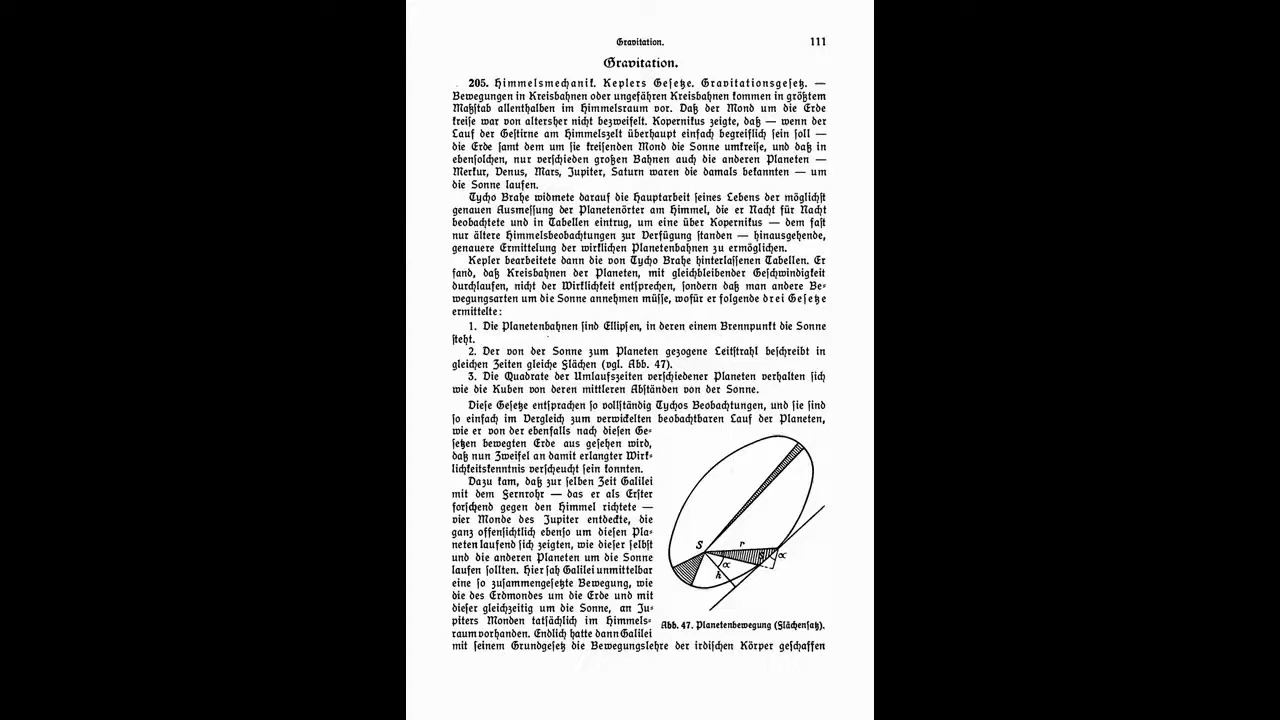 Gravitation. 111
Gravitation.
205. Himmelsmechanik. Keplers Gesetze. Gravitationsgesetz. —
Bewegungen in Kreisbahnen oder ungefähren Kreisbahnen kommen in größtem
Maßstab allenthalben im Himmelsraum vor. Daß der Mond um die Erde
kreise war von altersher nicht bezweifelt. Kopernikus zeigte, daß — wenn der
Lauf der Gestirne am Himmelszelt überhaupt einfach begreiflich sein soll —
die Erde samt dem um sie kreisenden Mond die Sonne umkreise, und daß in
ebensolchen, nur verschieden großen Bahnen auch die anderen Planeten —
Merkur, Venus, Mars, Jupiter, Saturn waren die damals bekannten — um
die Sonne laufen.
Tycho Brahe widmete darauf die Hauptarbeit seines Lebens der möglichst
genauen Ausmessung der Planetenörter am Himmel, die er Nacht für Nacht
beobachtete und in Tabellen eintrug, um eine über Kopernikus — dem fast
nur ältere Himmelsbeobachtungen zur Verfügung standen — hinausgehende,
genauere Ermittelung der wirklichen Planetenbahnen zu ermöglichen.
Kepler bearbeitete dann die von Tycho Brahe hinterlassenen Tabellen. Er
fand, daß Kreisbahnen der Planeten, mit gleichbleibender Geschwindigkeit
durchlaufen, nicht der Wirklichkeit entsprechen, sondern daß man andere Be-
wegungsarten um die Sonne annehmen müsse, wofür er folgende drei Gesetze
ermittelte:
1. Die Planetenbahnen sind Ellipsen, in deren einem Brennpunkt die Sonne
steht.
2. Der von der Sonne zum Planeten gezogene Leitstrahl beschreibt in
gleichen Zeiten gleiche Flächen (vgl. Abb. 47).
3. Die Quadrate der Umlaufszeiten verschiedener Planeten verhalten sich
wie die Kuben von deren mittleren Abständen von der Sonne.
Diese Gesetze entsprachen so vollständig Tychos Beobachtungen, und sie sind
so einfach im Vergleich zum verwickelten beobachtbaren Lauf der Planeten,
wie er von der ebenfalls nach diesen Ge-
setzen bewegten Erde aus gesehen wird,
daß nun Zweifel an damit erlangter Wirk-
lichkeitskenntnis verscheucht sein konnten.
Dazu kam, daß zur selben Zeit Galilei
mit dem Fernrohr — das er als Erster
forschend gegen den Himmel richtete —
vier Monde des Jupiter entdeckte, die
ganz offensichtlich ebenso um diesen Pla-
neten laufend sich zeigten, wie dieser selbst
und die anderen Planeten um die Sonne
laufen sollten. Hier sah Galilei unmittelbar
eine so zusammengesetzte Bewegung, wie
die des Erdmondes um die Erde und mit
dieser gleichzeitig um die Sonne, an Ju-
piters Monden tatsächlich im Himmels-
raum vorhanden. Endlich hatte dann Galilei
mit seinem Grundgesetz die Bewegungslehre der irdischen Körper geschaffen
S r α h α
Abb. 47. Planetenbewegung (Flächensatz).